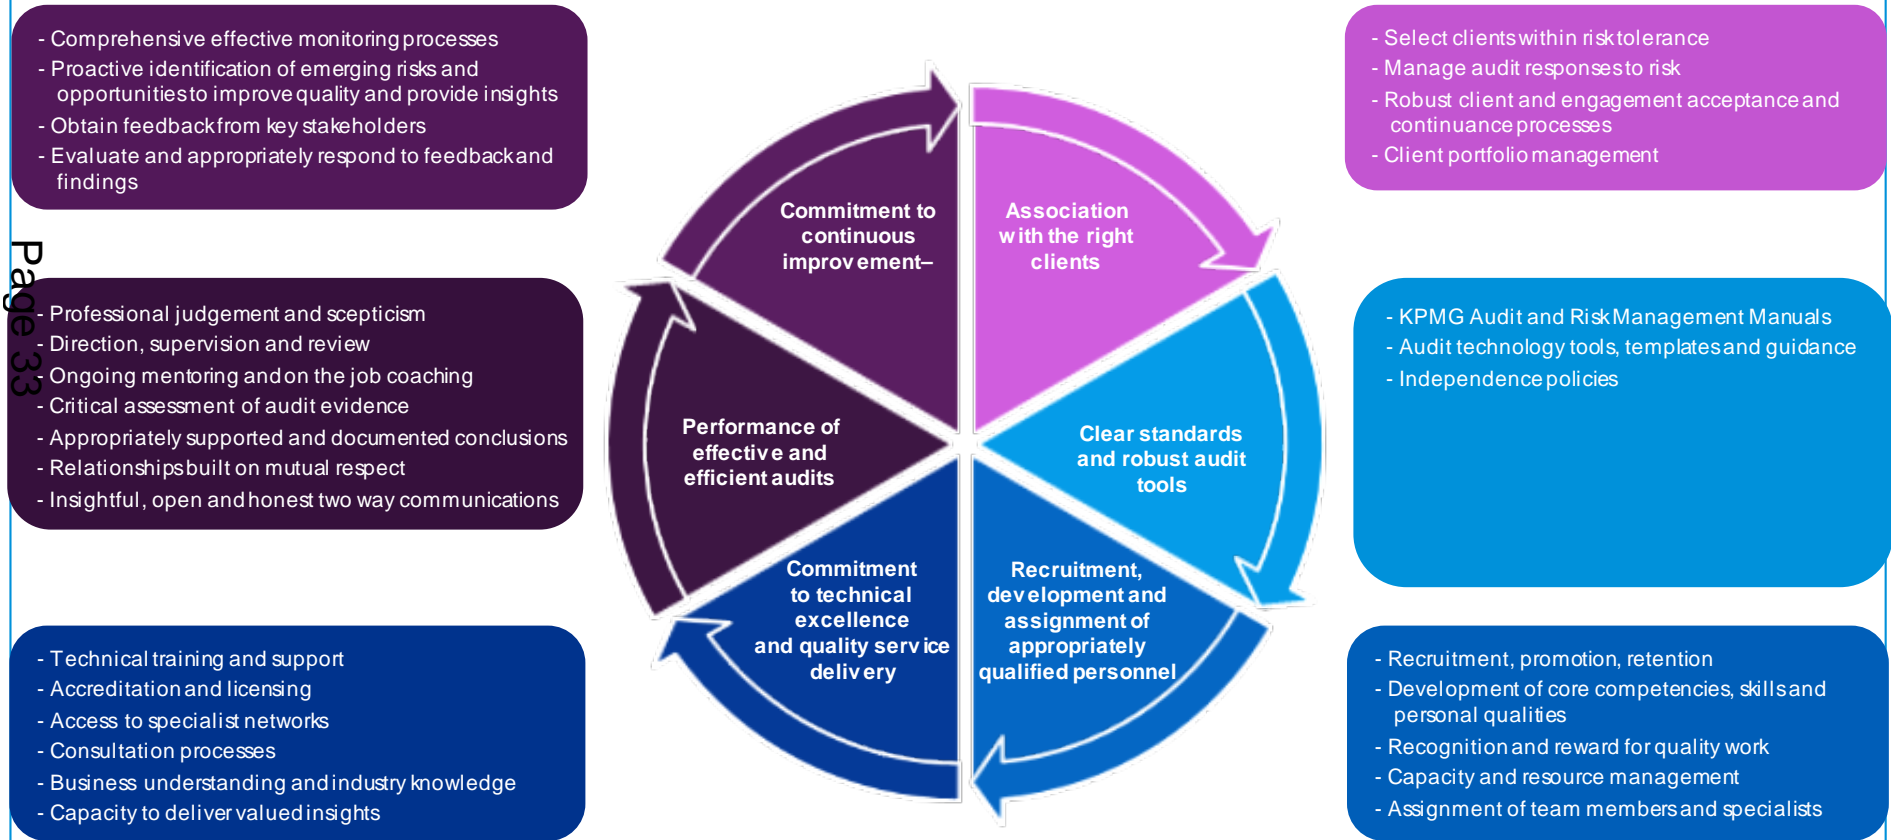 - Comprehensive effective monitoring processes
- Proactive identification of emerging risks and
opportunities to improve quality and provide insights
- Obtain feedback from key stakeholders
- Evaluate and appropriately respond to feedback and
findings
- Select clients within risk tolerance
- Manage audit responses to risk
- Robust client and engagement acceptance and
continuance processes
- Client portfolio management
Commitment to
continuous
improvement–
Association
with the right
clients
Page 33
- Professional judgement and scepticism
- Direction, supervision and review
- Ongoing mentoring and on the job coaching
- Critical assessment of audit evidence
- Appropriately supported and documented conclusions
- Relationships built on mutual respect
- Insightful, open and honest two way communications
Performance of
effective and
efficient audits
Clear standards
and robust audit
tools
- KPMG Audit and Risk Management Manuals
- Audit technology tools, templates and guidance
- Independence policies
Commitment
to technical
excellence
and quality service
delivery
Recruitment,
development and
assignment of
appropriately
qualified personnel
- Technical training and support
- Accreditation and licensing
- Access to specialist networks
- Consultation processes
- Business understanding and industry knowledge
- Capacity to deliver valued insights
- Recruitment, promotion, retention
- Development of core competencies, skills and
personal qualities
- Recognition and reward for quality work
- Capacity and resource management
- Assignment of team members and specialists